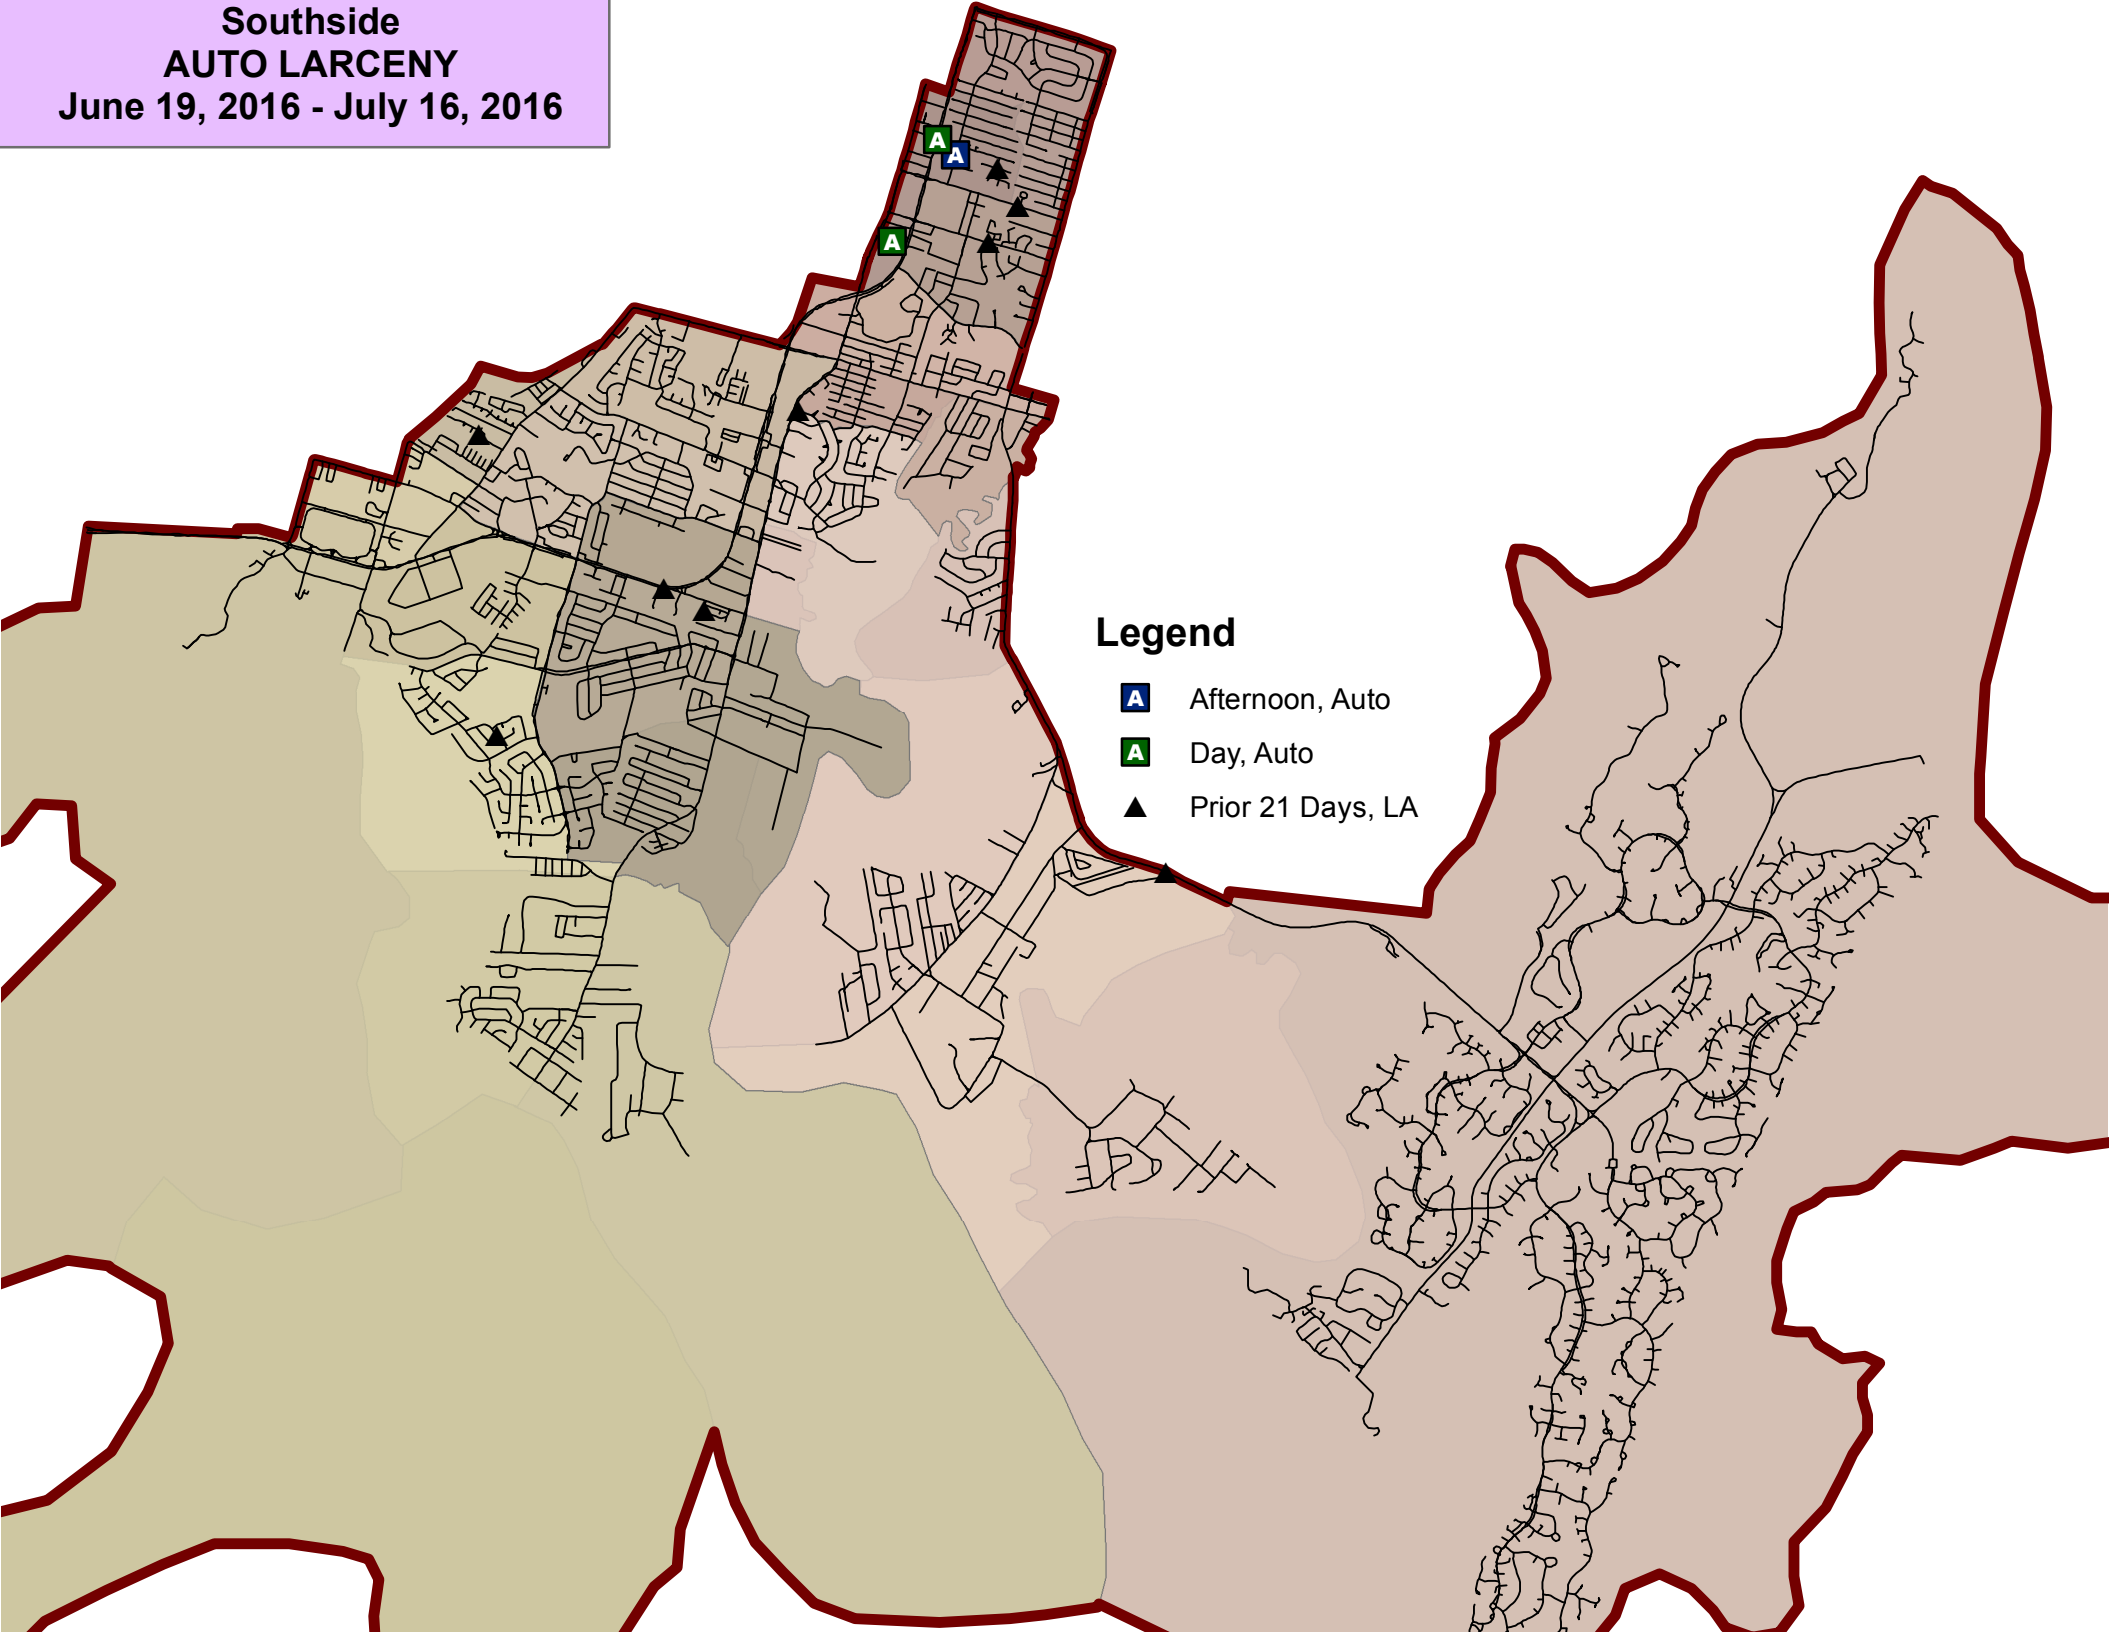 Southside
AUTO LARCENY
June 19, 2016 - July 16, 2016
A
A
A
Legend
A Afternoon, Auto
A Day, Auto
Prior 21 Days, LA